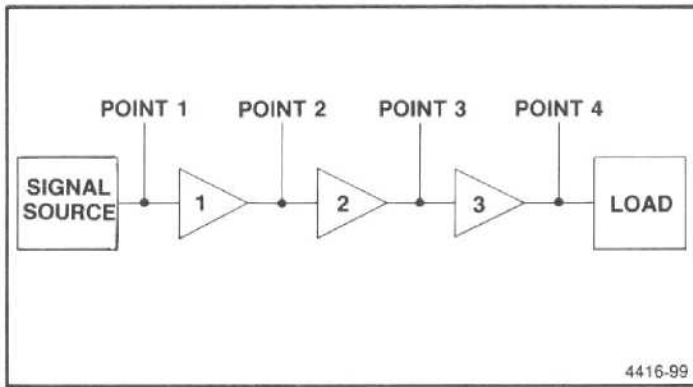 POINT 1 POINT 2 POINT 3 POINT 4
SIGNAL
SOURCE
1 2 3 LOAD
4416-99